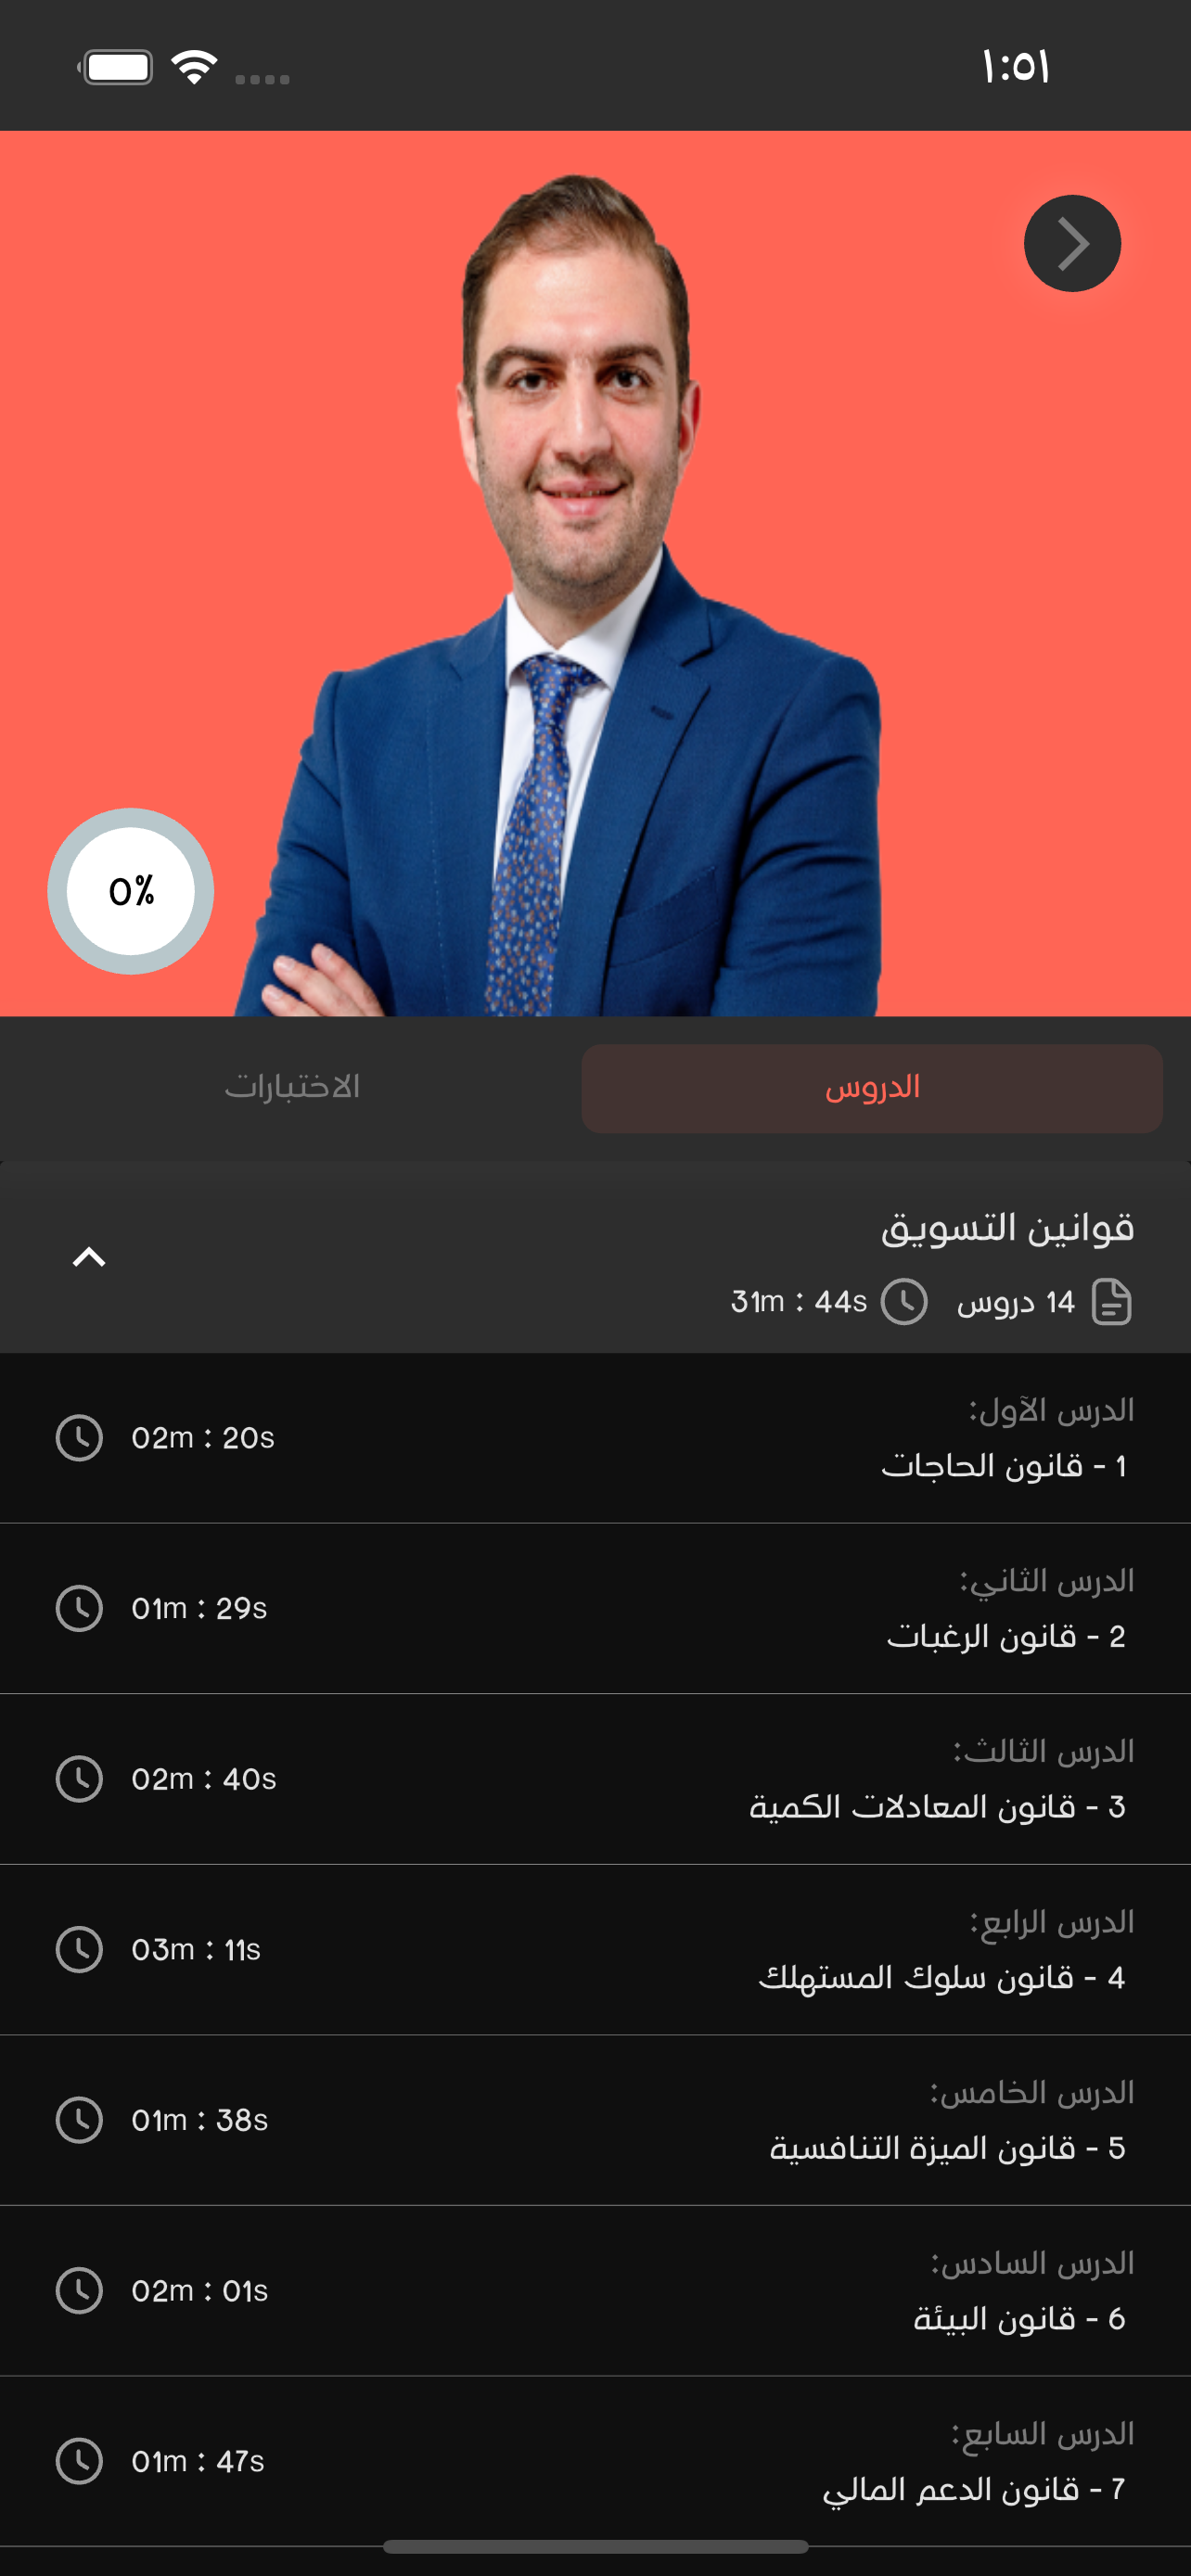 ١:٥١
0%
الدروس
الاختبارات
قوانين التسويق
14 دروس
31m : 44s
الدرس الأول:
1 - قانون الحاجات
02m : 20s
الدرس الثاني:
2 - قانون الرغبات
01m : 29s
الدرس الثالث:
3 - قانون المعادلات الكمية
02m : 40s
الدرس الرابع:
4 - قانون سلوك المستهلك
03m : 11s
الدرس الخامس:
5 - قانون الميزة التنافسية
01m : 38s
الدرس السادس:
6 - قانون البيئة
02m : 01s
الدرس السابع:
7 - قانون الدعم المالي
01m : 47s